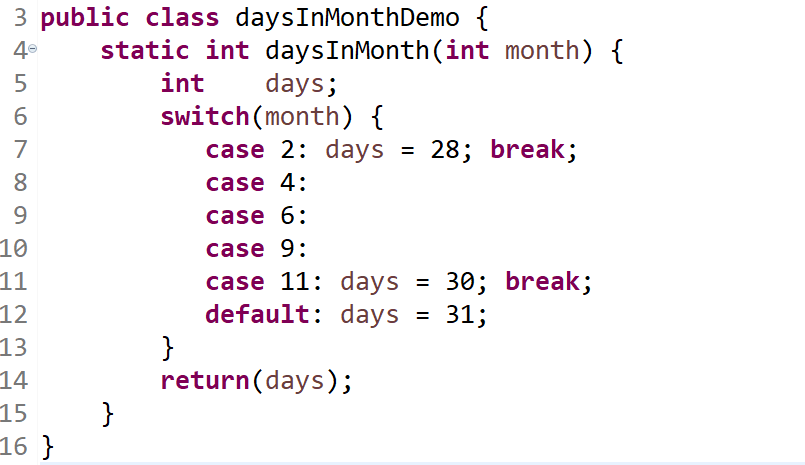 3 public class daysInMonthDemo {
4 static int daysInMonth(int month) {
5 int    days;
6 switch(month) {
7 case 2: days = 28; break;
8 case 4:
9 case 6:
10 case 9:
11 case 11: days = 30; break;
12 default: days = 31;
13 }
14 return(days);
15 }
16 }